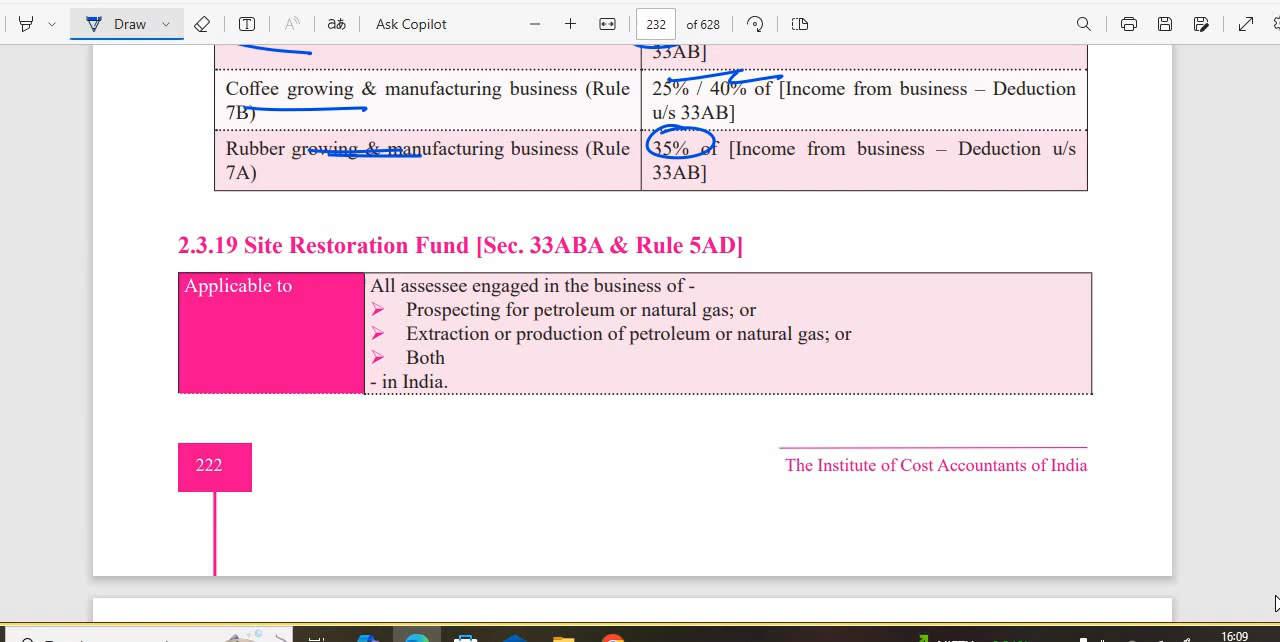 Draw
Ask Copilot
232 of 628
33AB]
Coffee growing & manufacturing business (Rule
7B)
25% / 40% of [Income from business – Deduction
u/s 33AB]
Rubber growing & manufacturing business (Rule
7A)
35% of [Income from business – Deduction u/s
33AB]
2.3.19 Site Restoration Fund [Sec. 33ABA & Rule 5AD]
Applicable to
All assessee engaged in the business of -
Prospecting for petroleum or natural gas; or
Extraction or production of petroleum or natural gas; or
Both
- in India.
222
The Institute of Cost Accountants of India
16:09